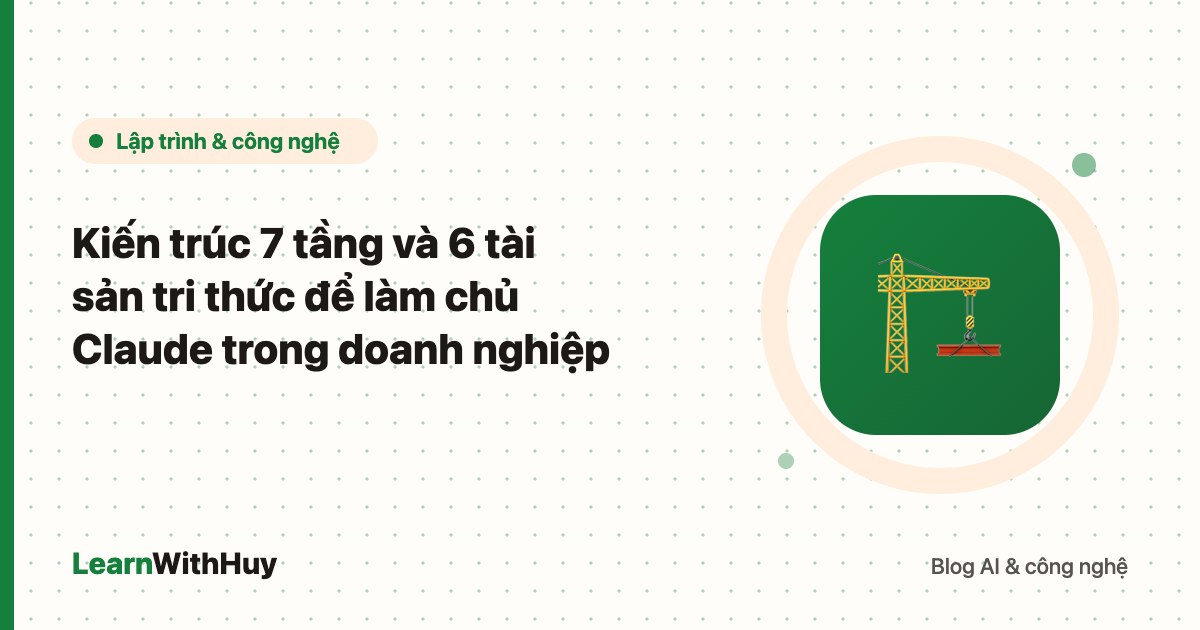 Lập trình & công nghệ
Kiến trúc 7 tầng và 6 tài
sản tri thức để làm chủ
Claude trong doanh nghiệp
LearnWithHuy
Blog AI & công nghệ